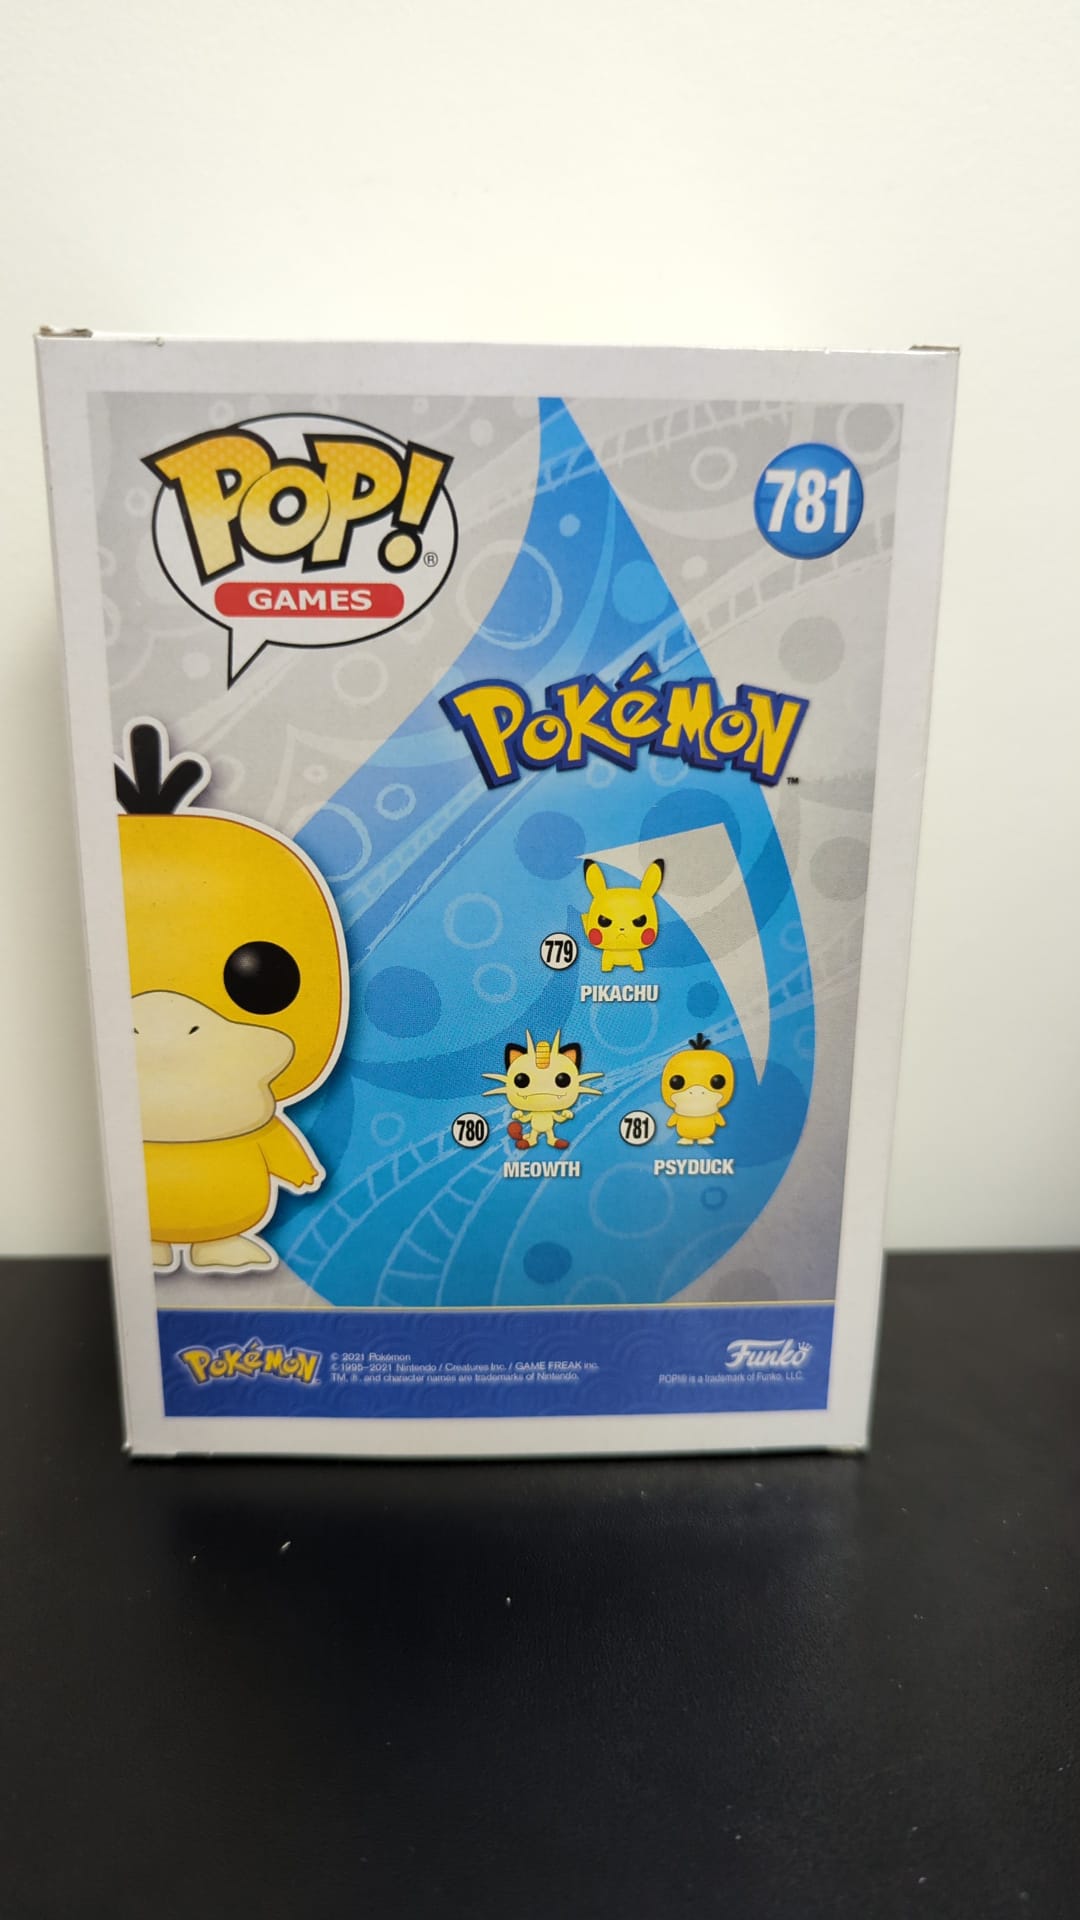 POP!®
GAMES
781
POKéMON™
779
PIKACHU
780
MEOWTH
781
PSYDUCK
POKéMON
© 2021 Pokémon
© 1995–2021 Nintendo / Creatures Inc. / GAME FREAK inc.
TM, ®, and character names are trademarks of Nintendo.
Funko
POP!® is a trademark of Funko, LLC.